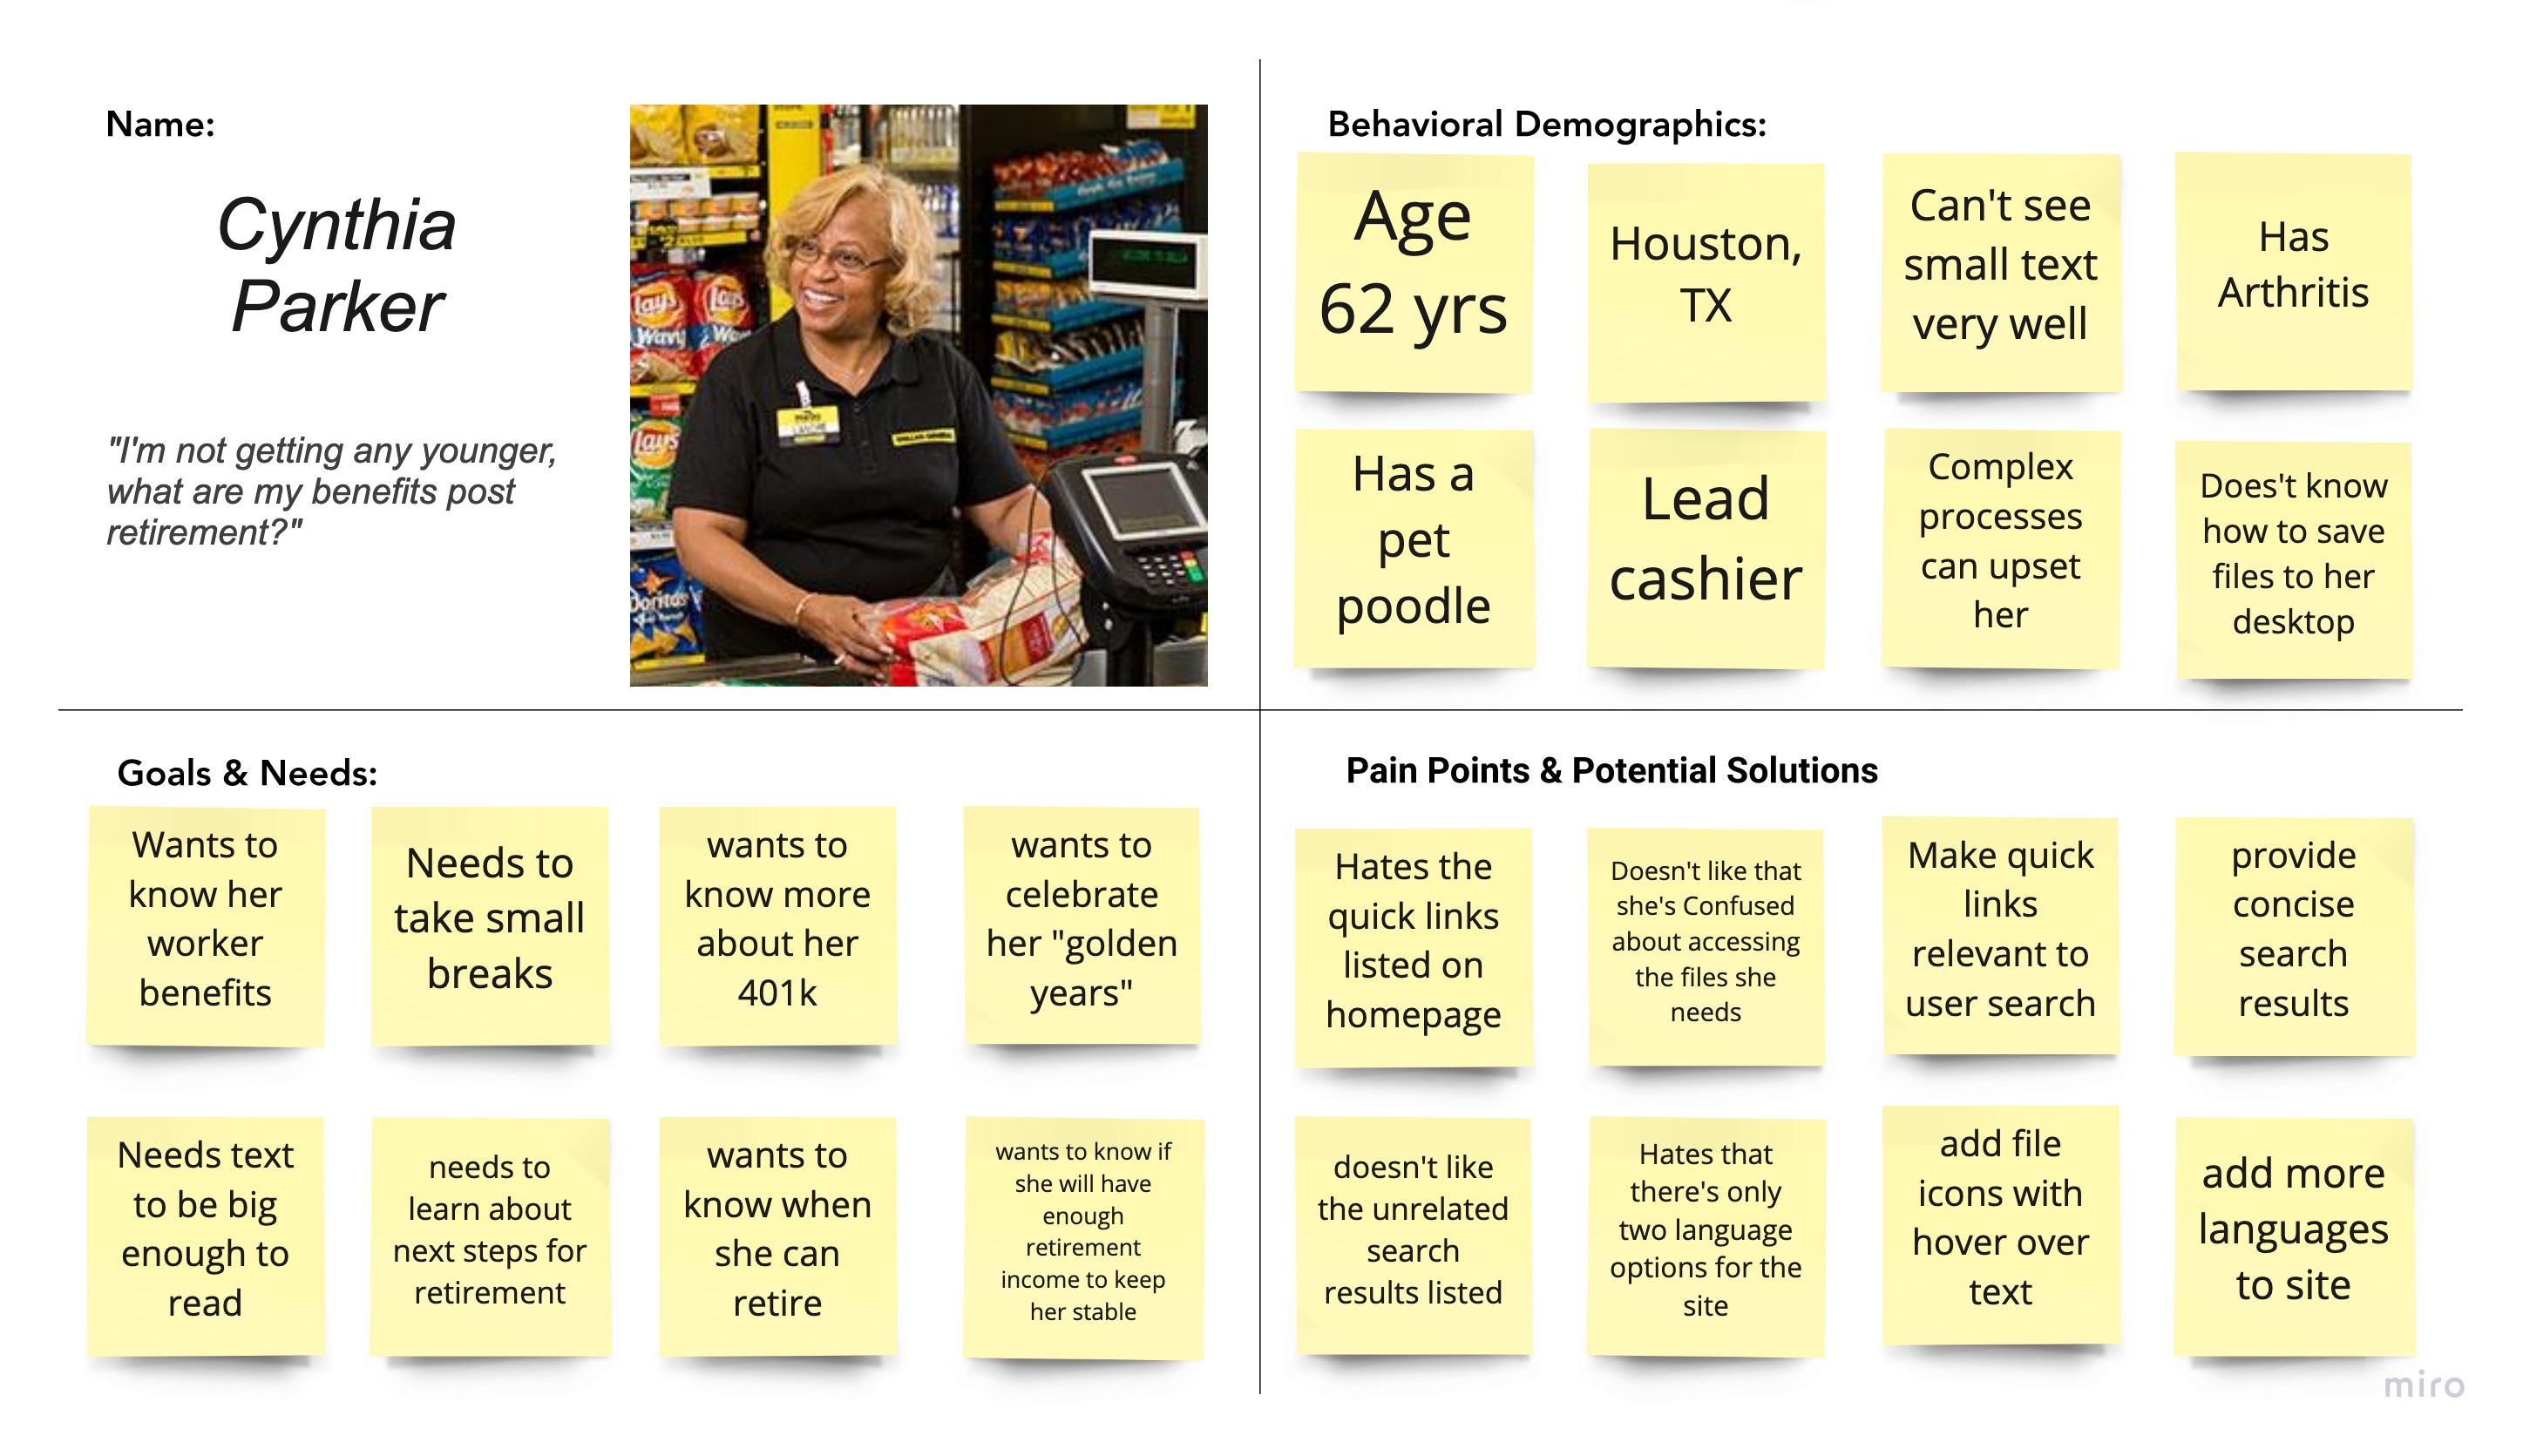 Name:
Cynthia
Parker
"I'm not getting any younger,
what are my benefits post
retirement?"
Lays
Lays
Wavy
Wavy
Lays
Doritos
DOLLAR GENERAL
Behavioral Demographics:
Age
62 yrs
Houston,
TX
Can't see
small text
very well
Has
Arthritis
Has a
pet
poodle
Lead
cashier
Complex
processes
can upset
her
Does't know
how to save
files to her
desktop
Goals & Needs:
Wants to
know her
worker
benefits
Needs to
take small
breaks
wants to
know more
about her
401k
wants to
celebrate
her "golden
years"
Needs text
to be big
enough to
read
needs to
learn about
next steps for
retirement
wants to
know when
she can
retire
wants to know if
she will have
enough
retirement
income to keep
her stable
Pain Points & Potential Solutions
Hates the
quick links
listed on
homepage
Doesn't like that
she's Confused
about accessing
the files she
needs
Make quick
links
relevant to
user search
provide
concise
search
results
doesn't like
the unrelated
search
results listed
Hates that
there's only
two language
options for the
site
add file
icons with
hover over
text
add more
languages
to site
miro